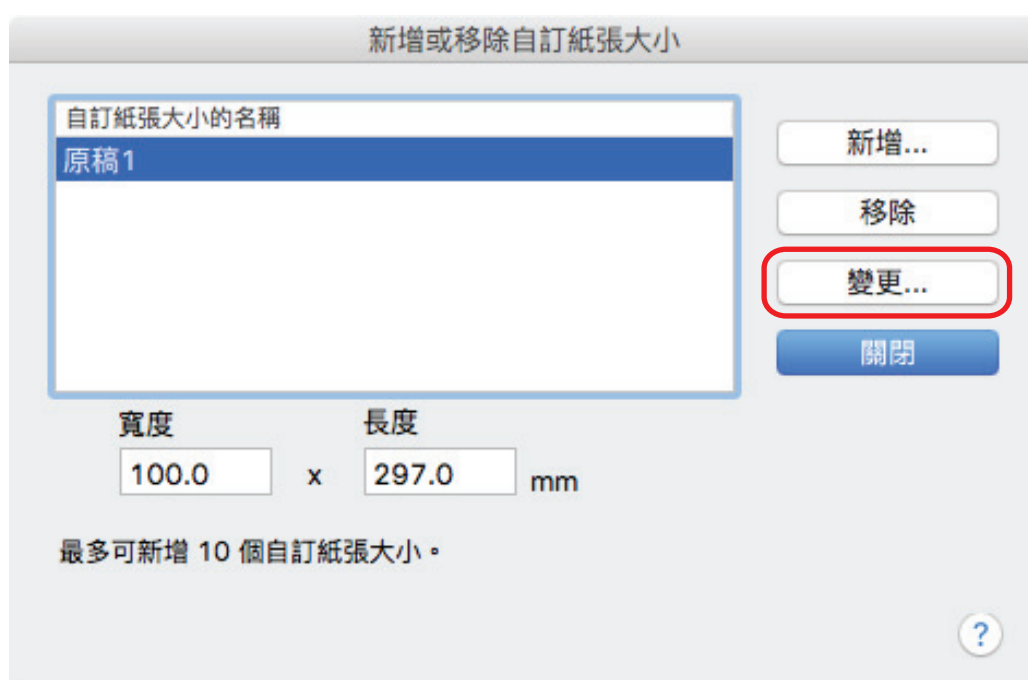 新增或移除自訂紙張大小
自訂紙張大小的名稱
原稿1
新增...
移除
變更...
關閉
寬度
長度
100.0 x 297.0 mm
最多可新增 10 個自訂紙張大小。
?